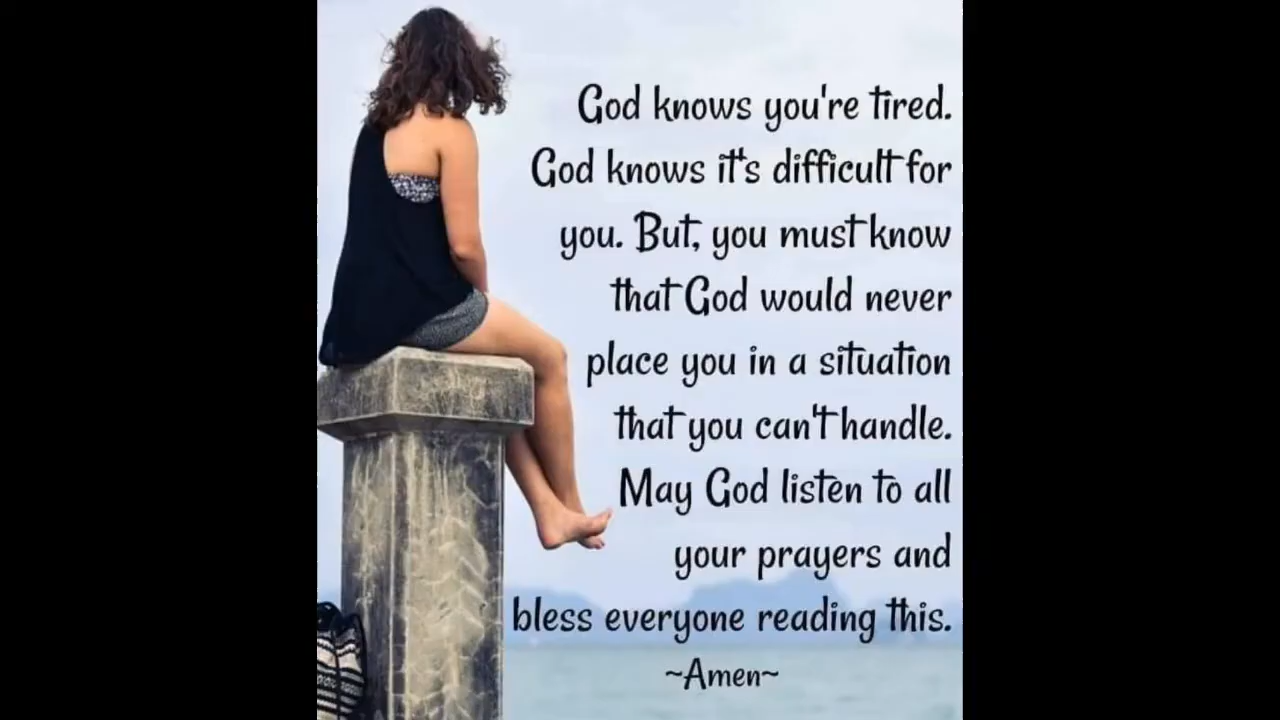 God knows you're tired.
God knows it's difficult for
you. But, you must know
that God would never
place you in a situation
that you can't handle.
May God listen to all
your prayers and
bless everyone reading this.
~Amen~